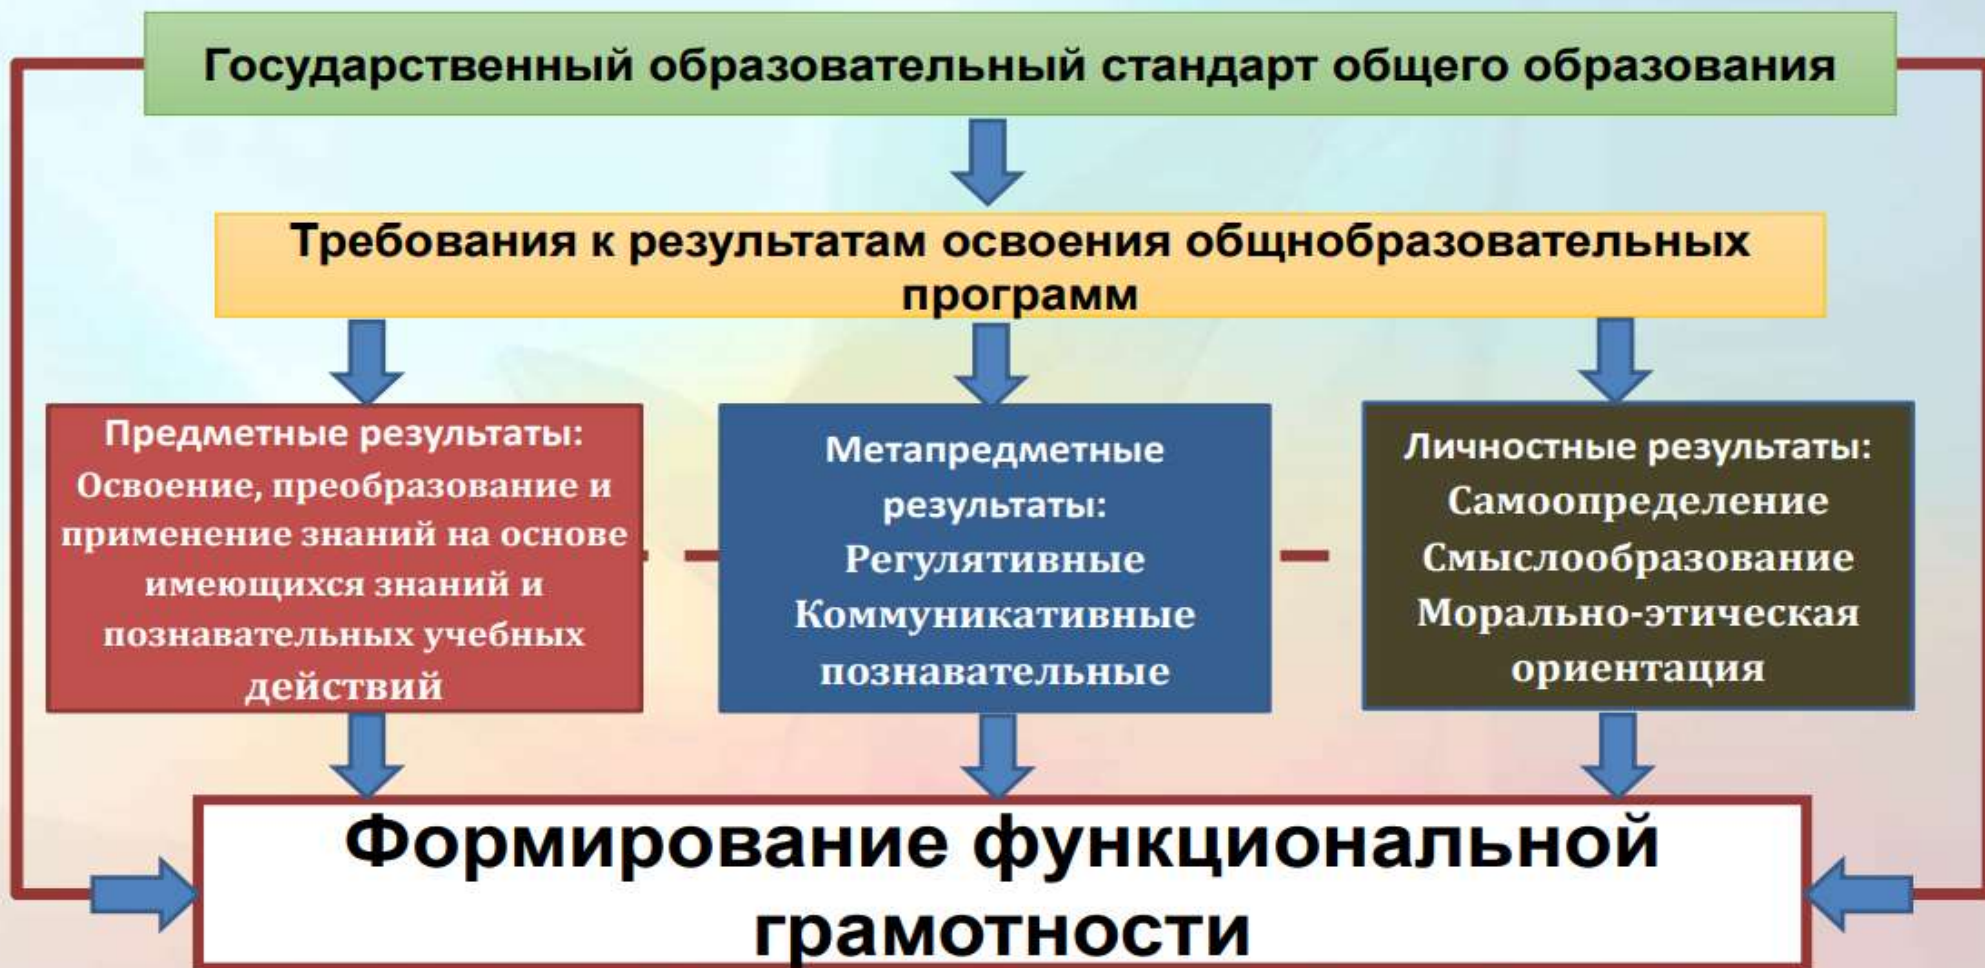 Государственный образовательный стандарт общего образования
Требования к результатам освоения общнобразовательных
программ
Предметные результаты:
Освоение, преобразование и
применение знаний на основе
имеющихся знаний и
познавательных учебных
действий
Метапредметные
результаты:
Регулятивные
Коммуникативные
познавательные
Личностные результаты:
Самоопределение
Смыслообразование
Морально-этическая
ориентация
Формирование функциональной
грамотности